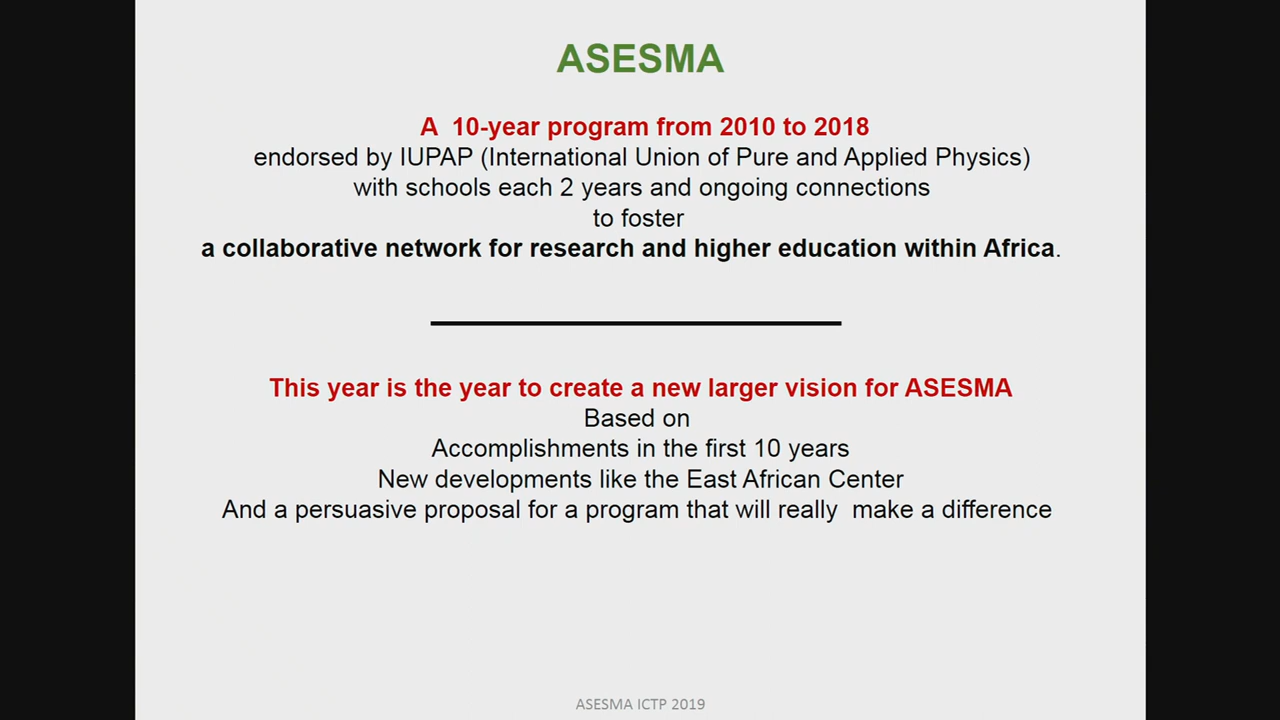 ASESMA
A  10-year program from 2010 to 2018
endorsed by IUPAP (International Union of Pure and Applied Physics)
with schools each 2 years and ongoing connections
to foster
a collaborative network for research and higher education within Africa.
This year is the year to create a new larger vision for ASESMA
Based on
Accomplishments in the first 10 years
New developments like the East African Center
And a persuasive proposal for a program that will really  make a difference
ASESMA ICTP 2019